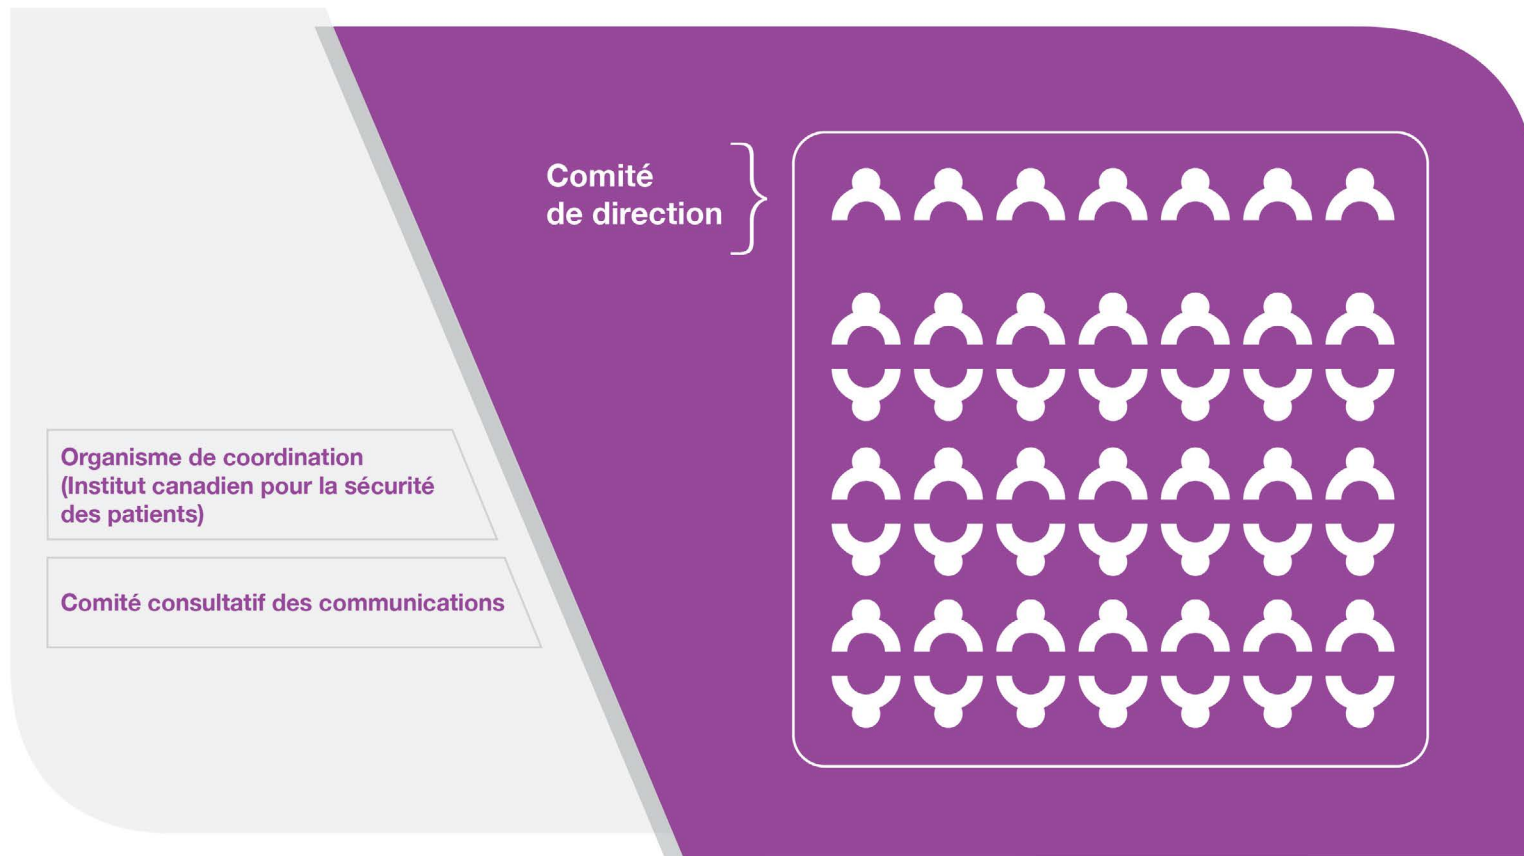 Comité
de direction
Organisme de coordination
(Institut canadien pour la sécurité
des patients)
Comité consultatif des communications